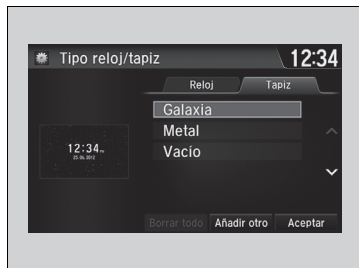 Tipo reloj/tapiz 12:34
Reloj Tapiz
Galaxia
Metal
Vacío
12:34
Borrar todo Añadir otro Aceptar